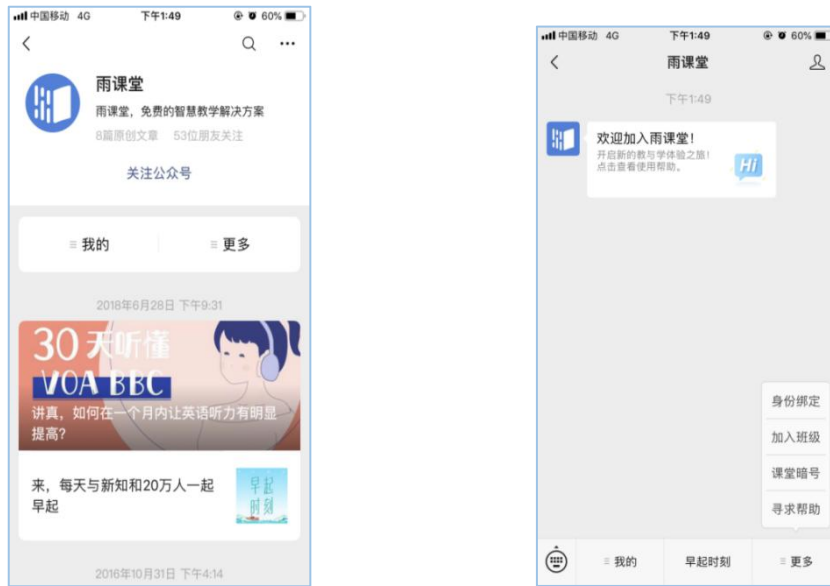 中国移动 4G 下午1:49 60%
雨课堂
雨课堂，免费的智慧教学解决方案
8篇原创文章 53位朋友关注
关注公众号
我的 更多
2018年6月28日 下午9:31
30天听懂
VOA BBC
讲真，如何在一个月内让英语听力有明显
提高?
来，每天与新知和20万人一起
早起
早起
时刻
2016年10月31日 下午4:14
中国移动 4G 下午1:49 60%
雨课堂
下午1:49
欢迎加入雨课堂！
开启新的教与学体验之旅！
点击查看使用帮助。
Hi
身份绑定
加入班级
课堂暗号
寻求帮助
我的 早起时刻 更多